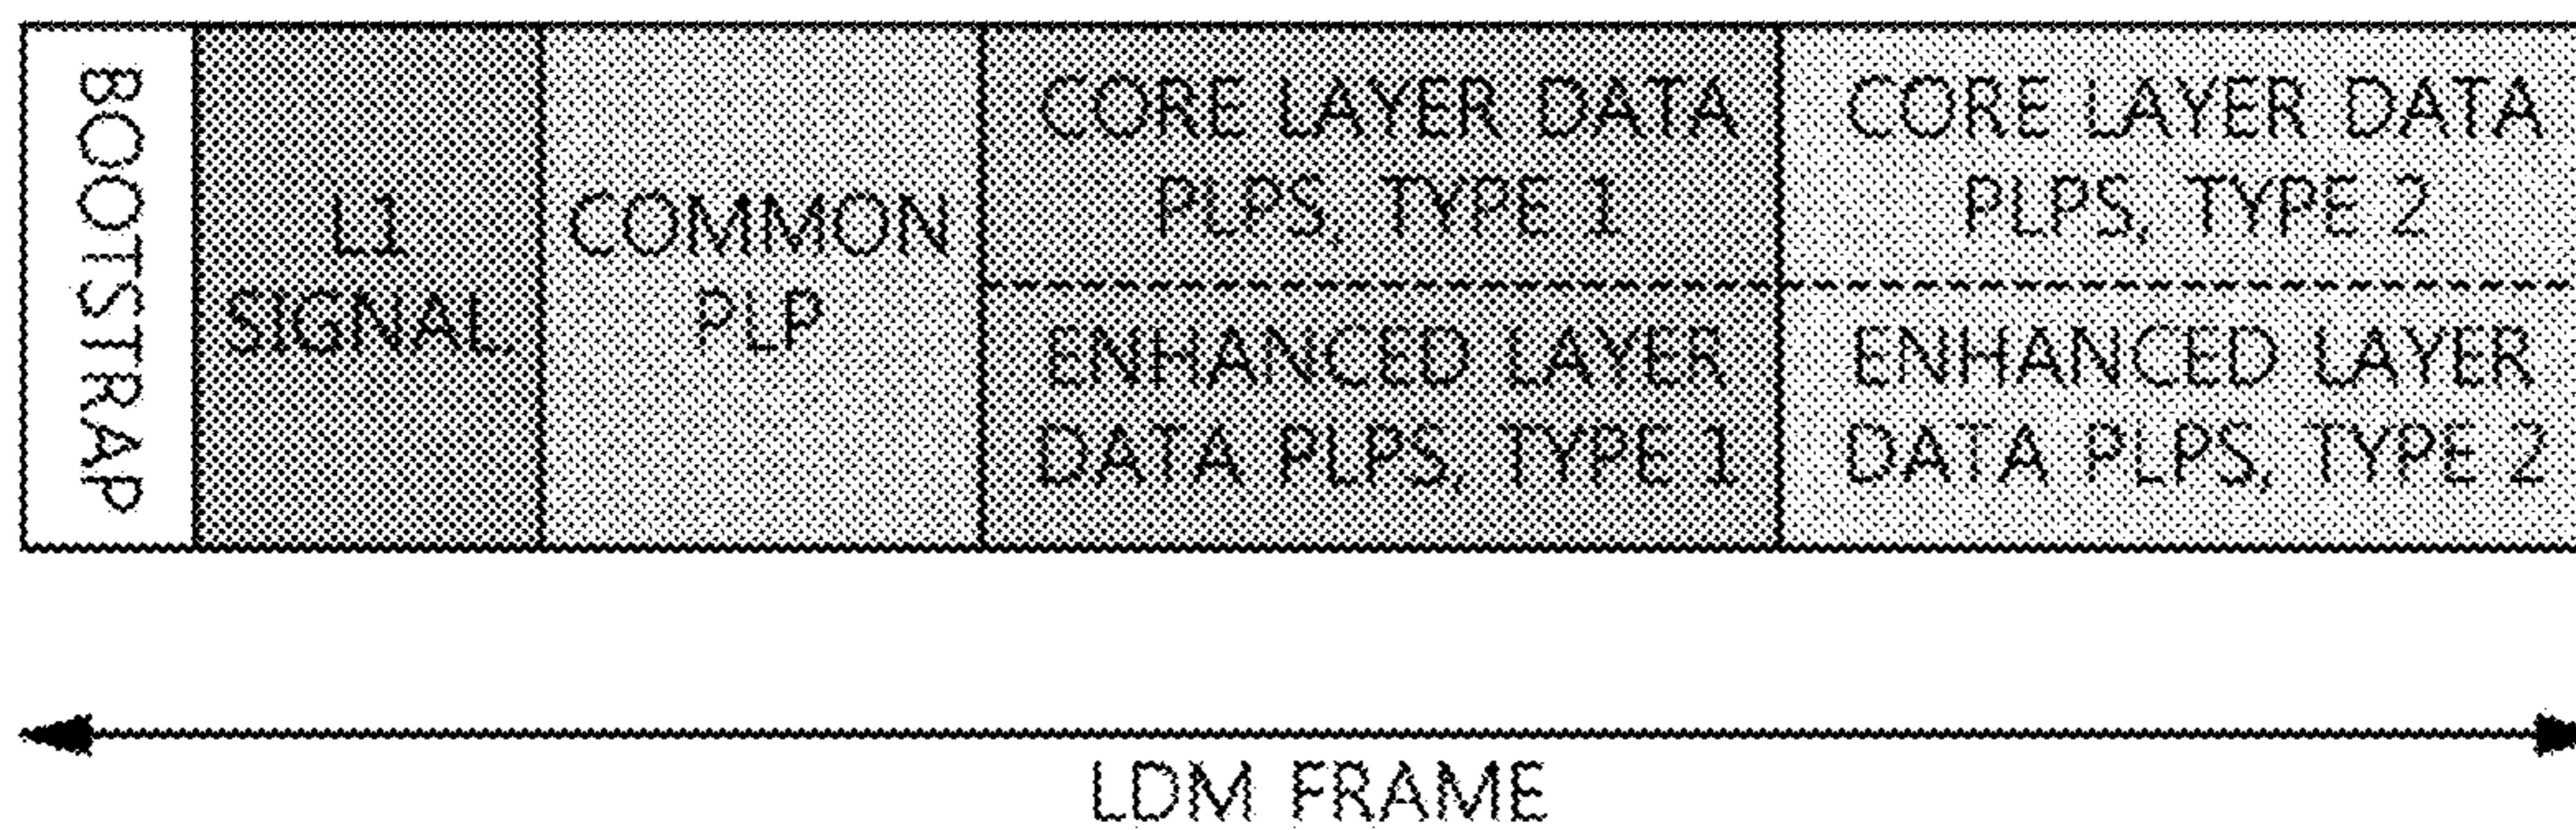 BOOTSTRAP
L1
SIGNAL
COMMON
PLP
CORE LAYER DATA
PLPS, TYPE 1
ENHANCED LAYER
DATA PLPS, TYPE 1
CORE LAYER DATA
PLPS, TYPE 2
ENHANCED LAYER
DATA PLPS, TYPE 2
LDM FRAME